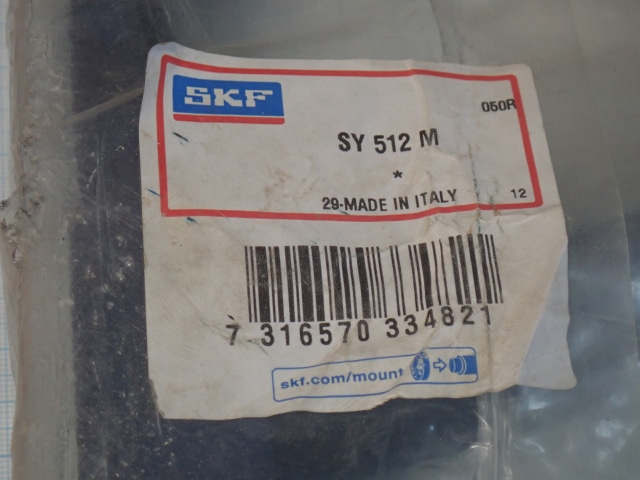 SKF
050R
SY 512 M
*
29-MADE IN ITALY 12
7 316570 334821
skf.com/mount